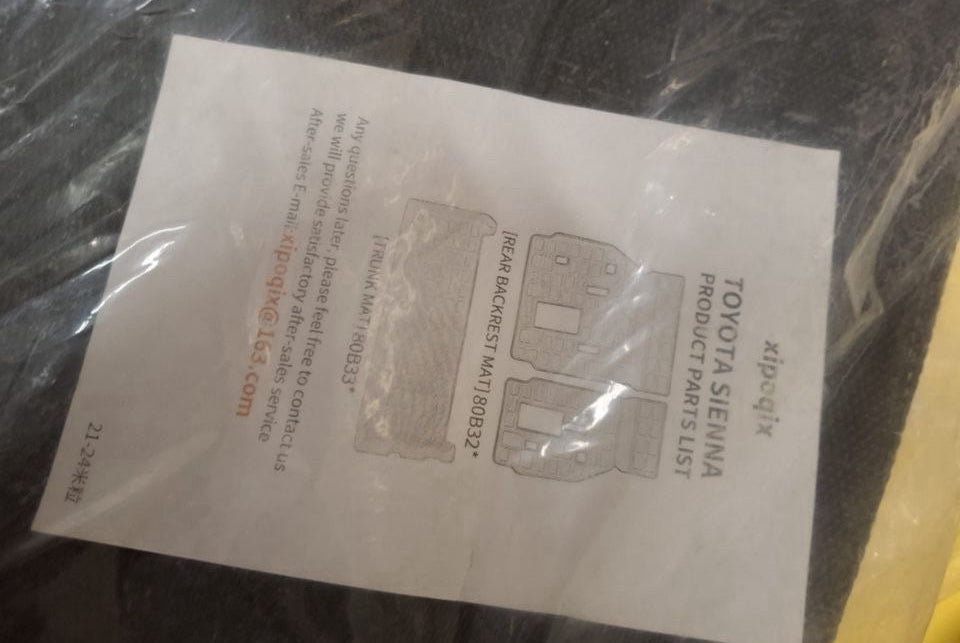 xipoqix
TOYOTA SIENNA
PRODUCT PARTS LIST
[REAR BACKREST MAT] 80B32*
[TRUNK MAT] 80B33*
Any questions later, please feel free to contact us
we will provide satisfactory after-sales service
After-sales E-mail:xipoqix@163.com
21-24米粒